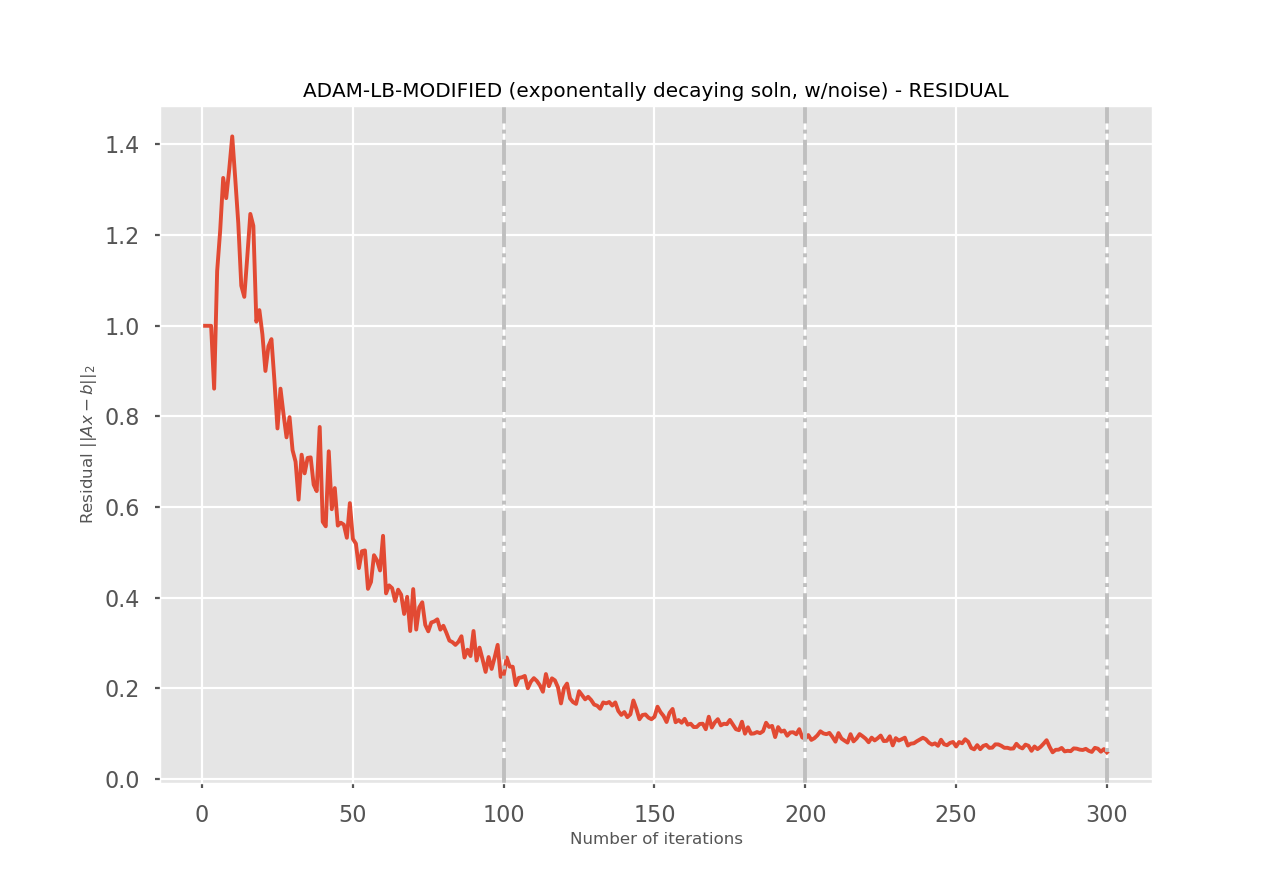 ADAM-LB-MODIFIED (exponentially decaying soln, w/noise) - RESIDUAL
Residual ||Ax − b||₂
1.4
1.2
1.0
0.8
0.6
0.4
0.2
0.0
0 50 100 150 200 250 300
Number of iterations